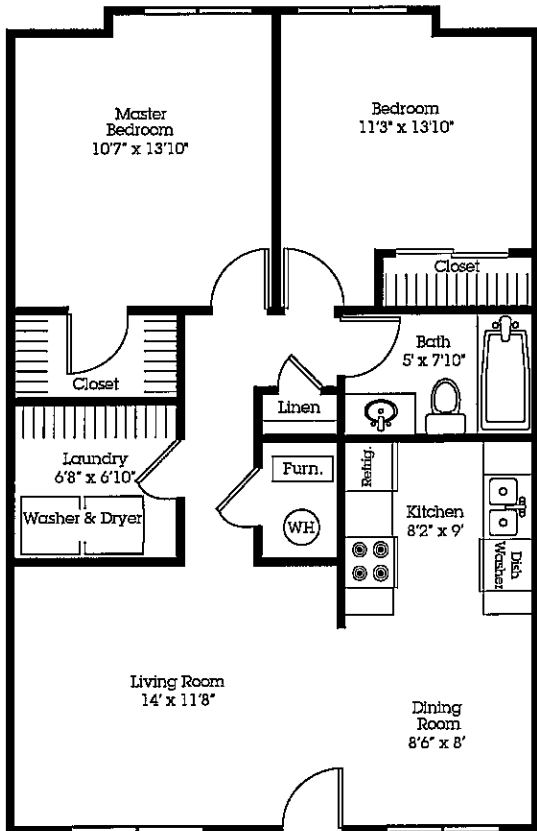 Master
Bedroom
10'7" x 13'10"
Bedroom
11'3" x 13'10"
Closet
Bath
5' x 7'10"
Closet
Linen
Laundry
6'8" x 6'10"
Washer & Dryer
Furn.
WH
Refrig.
Kitchen
8'2" x 9'
Dish
Washer
Living Room
14' x 11'8"
Dining
Room
8'6" x 8'